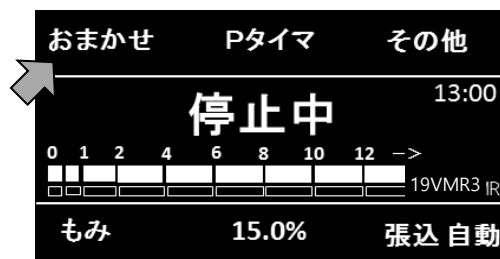 おまかせ Pタイマ その他
停止中 13:00
0 1 2 4 6 8 10 12 ->
19VMR3 IR
もみ 15.0% 張込 自動